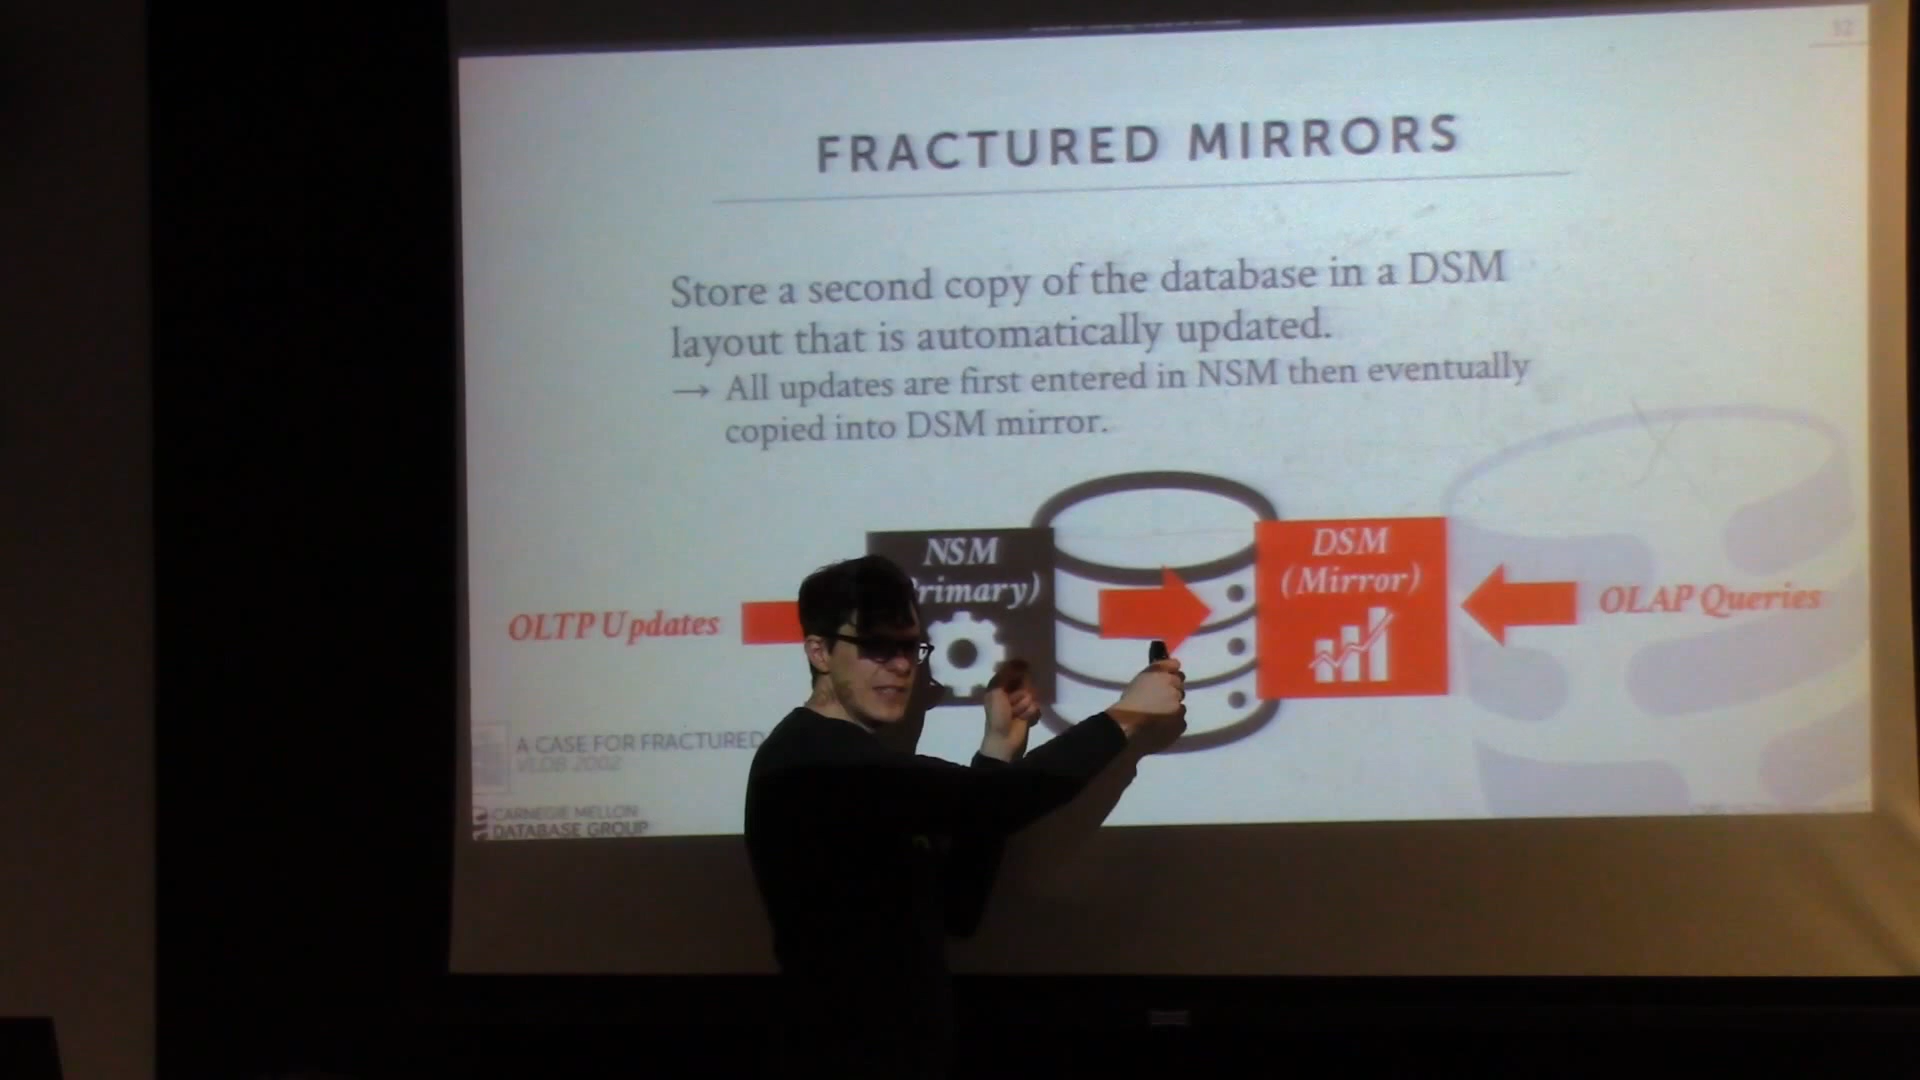 12
FRACTURED MIRRORS
Store a second copy of the database in a DSM
layout that is automatically updated.
→ All updates are first entered in NSM then eventually
copied into DSM mirror.
NSM
rimary)
DSM
(Mirror)
OLTP Updates
OLAP Queries
A CASE FOR FRACTURED
VLDB 2002
CARNEGIE MELLON
DATABASE GROUP